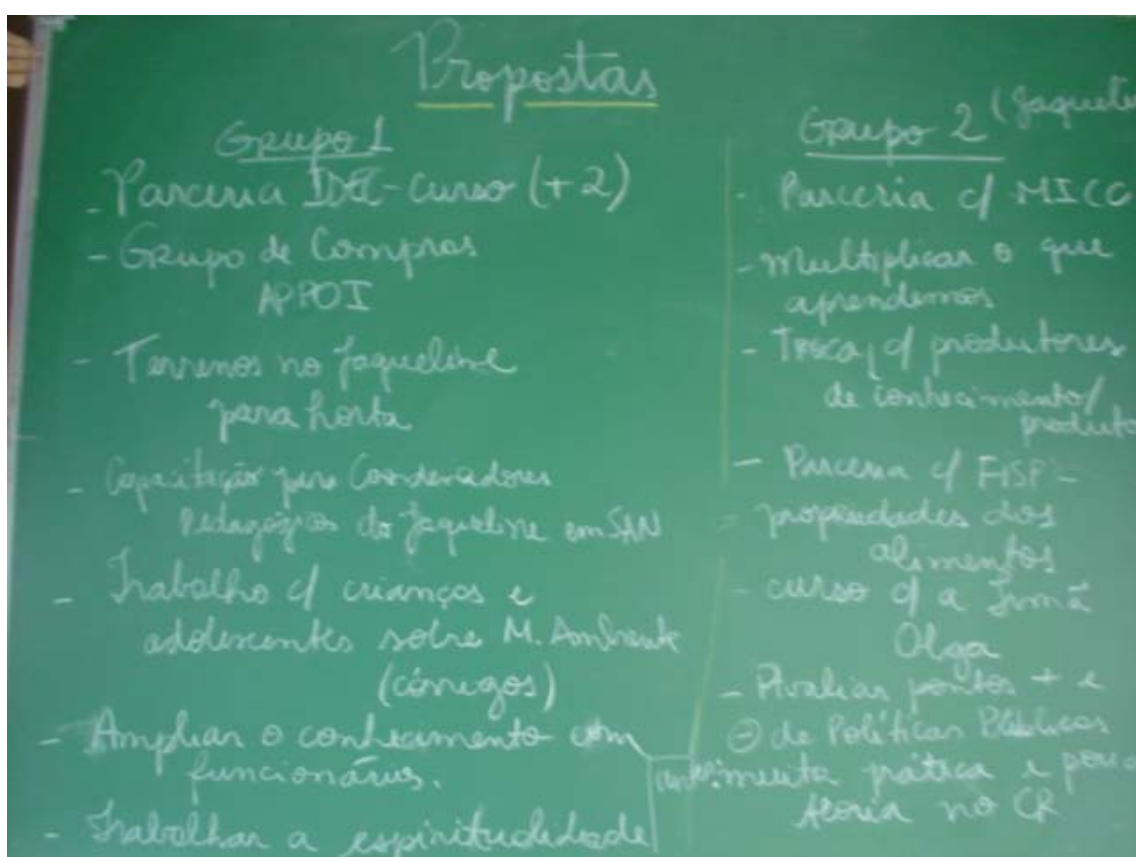 Propostas
Grupo 1
- Parceria IDEC - curso (+2)
- Grupo de Compras
APPOI
- Terrenos no Jaqueline
para horta
- Capacitação para Coordenadores
Pedagógicos do Jaqueline em SAN
- Trabalho c/ crianças e
adolescentes sobre M. Ambiente
(córregos)
- Ampliar o conhecimento com
funcionários.
- Trabalhar a espiritualidade
Grupo 2 (Jaqueli
- Parceria c/ MICC
- Multiplicar o que
aprendemos
- Troca c/ produtores
de conhecimento/
produto
- Parceria c/ FISP -
= propriedades dos
alimentos
- curso c/ a Irmã
Olga
- Avaliar pontos + e
⊖ de Políticas Públicas
muita prática e pouca
teoria no CR